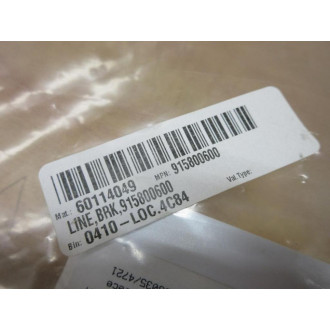 Mat.: 60114049 MPN: 915800600
LINE,BRK,915800600
Bin: 0410-LOC.4C84 Val.Type: